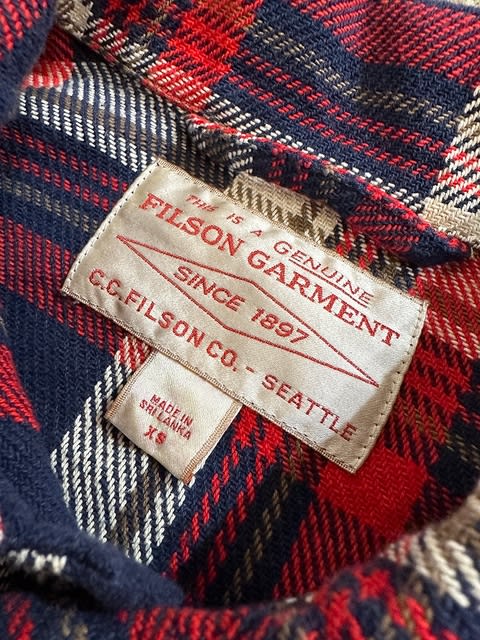 THIS IS A GENUINE
FILSON GARMENT
SINCE 1897
C.C.FILSON CO. - SEATTLE
MADE IN
SRI LANKA
XS